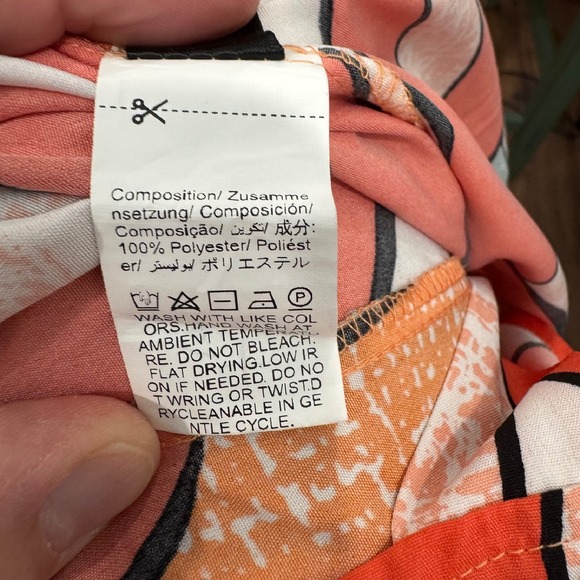 Composition/ Zusamme
nsetzung/ Composición/
Composição/ تكوين/ 成分:
100% Polyester/ Poliést
er/ بوليستر/ ポリエステル
P
WASH WITH LIKE COL
ORS.HAND WASH AT
AMBIENT TEMPERATU
RE. DO NOT BLEACH.
FLAT DRYING.LOW IR
ON IF NEEDED. DO NO
T WRING OR TWIST.D
RYCLEANABLE IN GE
NTLE CYCLE.